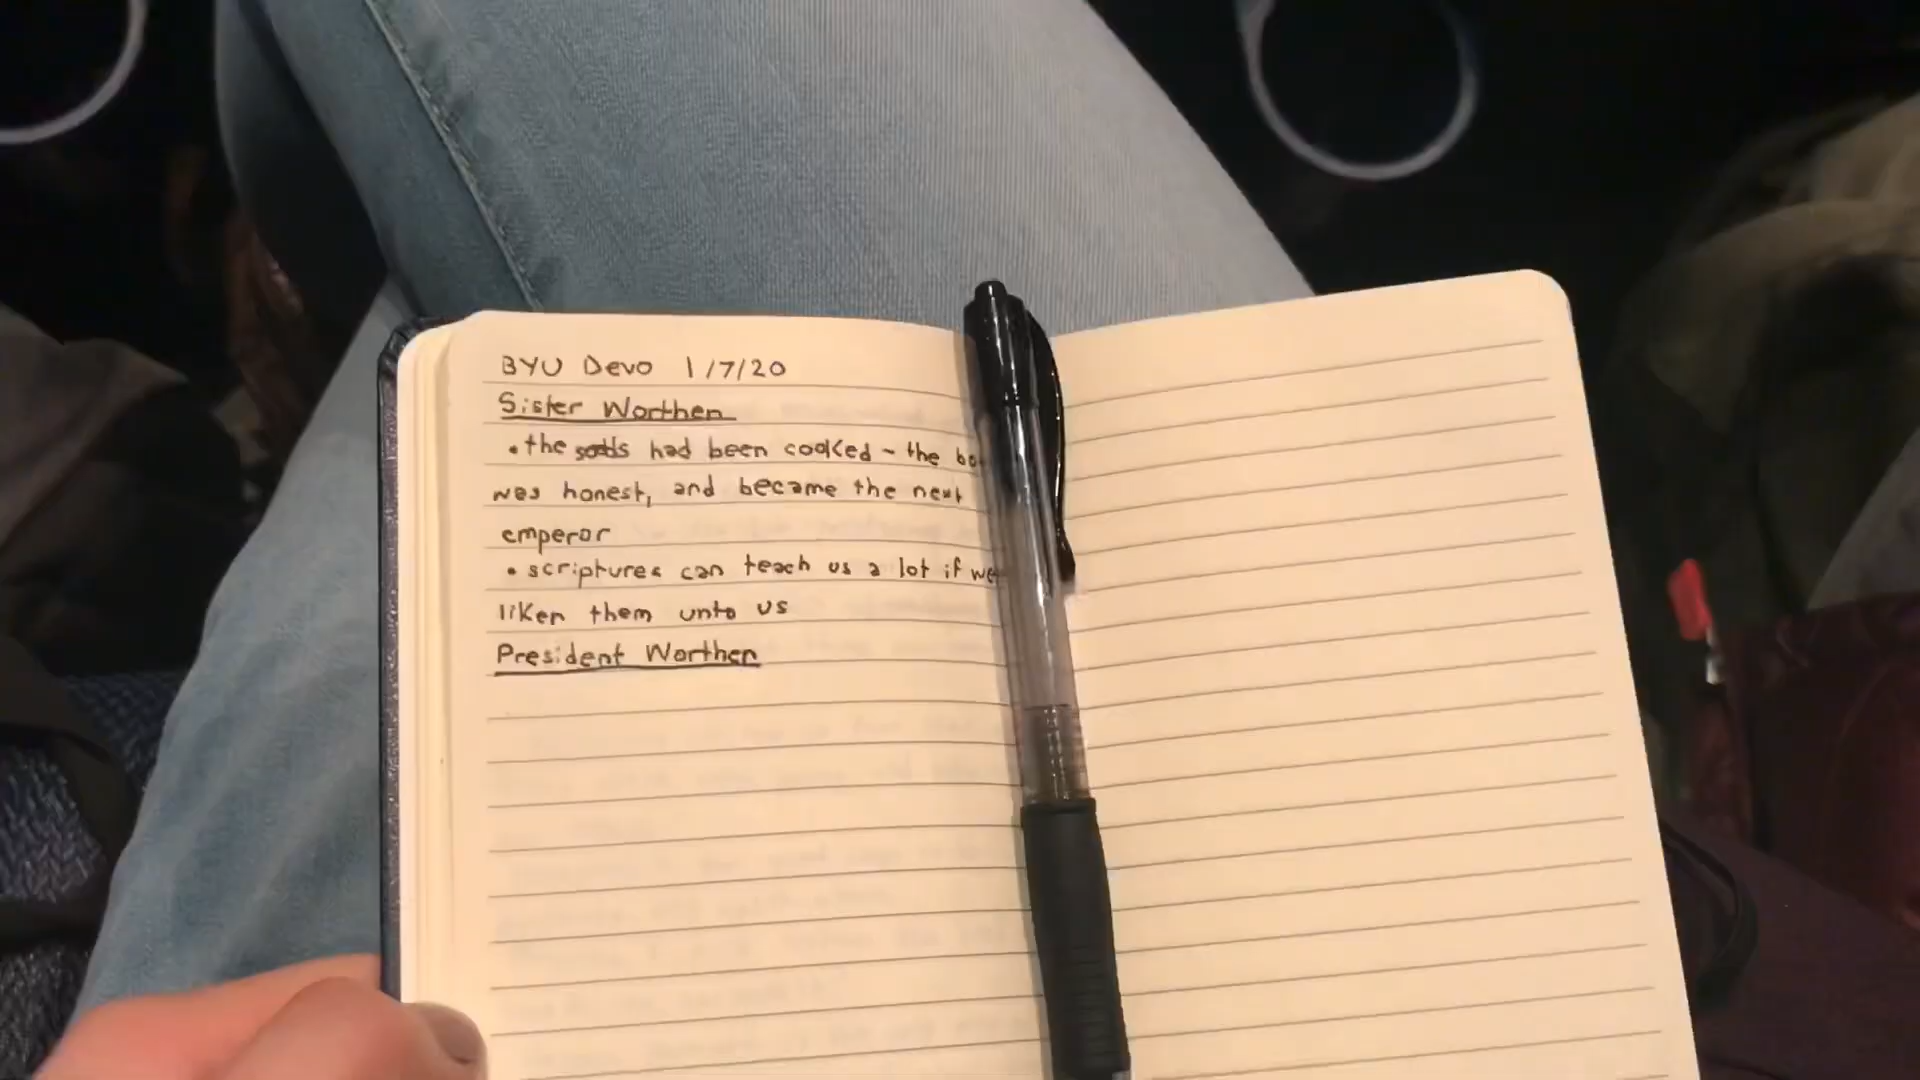 BYU Devo 1/7/20
Sister Worthen
• the seeds had been cooked - the bo
was honest, and became the next
emperor
• scriptures can teach us a lot if we
liken them unto us
President Worthen